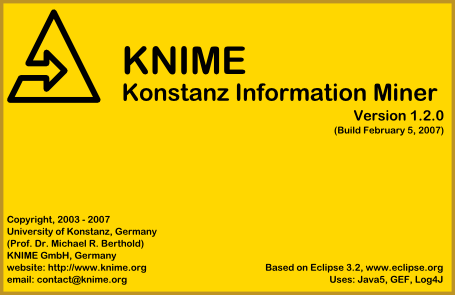 KNIME
Konstanz Information Miner
Version 1.2.0
(Build February 5, 2007)
Copyright, 2003 - 2007
University of Konstanz, Germany
(Prof. Dr. Michael R. Berthold)
KNIME GmbH, Germany
website: http://www.knime.org
email: contact@knime.org
Based on Eclipse 3.2, www.eclipse.org
Uses: Java5, GEF, Log4J